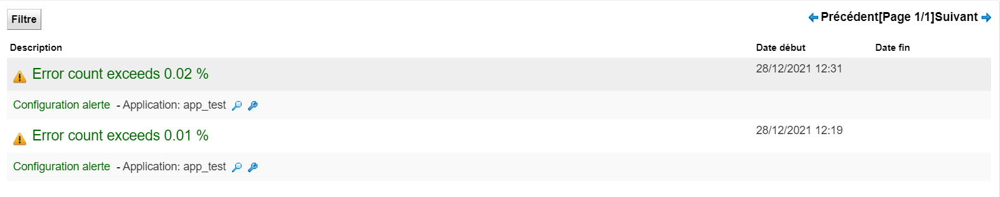 Filtre
Précédent[Page 1/1]Suivant
Description Date début Date fin
Error count exceeds 0.02 % 28/12/2021 12:31
Configuration alerte - Application: app_test
Error count exceeds 0.01 % 28/12/2021 12:19
Configuration alerte - Application: app_test